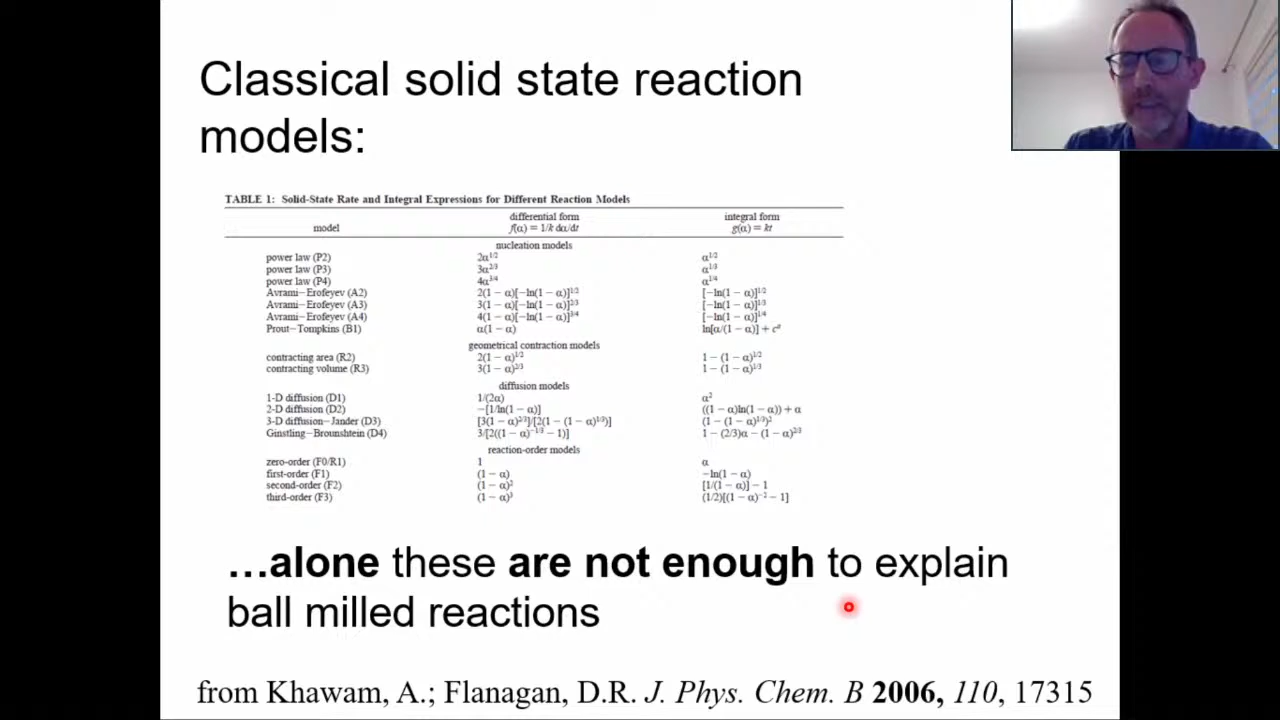 Classical solid state reaction
models:
TABLE 1: Solid-State Rate and Integral Expressions for Different Reaction Models
model differential form f(α) = 1/k dα/dt integral form g(α) = kt
nucleation models
power law (P2) 2α^1/2 α^1/2
power law (P3) 3α^2/3 α^1/3
power law (P4) 4α^3/4 α^1/4
Avrami−Erofeyev (A2) 2(1 − α)[−ln(1 − α)]^1/2 [−ln(1 − α)]^1/2
Avrami−Erofeyev (A3) 3(1 − α)[−ln(1 − α)]^2/3 [−ln(1 − α)]^1/3
Avrami−Erofeyev (A4) 4(1 − α)[−ln(1 − α)]^3/4 [−ln(1 − α)]^1/4
Prout−Tompkins (B1) α(1 − α) ln[α/(1 − α)] + c^a
geometrical contraction models
contracting area (R2) 2(1 − α)^1/2 1 − (1 − α)^1/2
contracting volume (R3) 3(1 − α)^2/3 1 − (1 − α)^1/3
diffusion models
1-D diffusion (D1) 1/(2α) α^2
2-D diffusion (D2) −[1/ln(1 − α)] ((1 − α)ln(1 − α)) + α
3-D diffusion−Jander (D3) [3(1 − α)^2/3]/[2(1 − (1 − α)^1/3)] (1 − (1 − α)^1/3)^2
Ginstling−Brounshtein (D4) 3/[2((1 − α)^−1/3 − 1)] 1 − (2/3)α − (1 − α)^2/3
reaction-order models
zero-order (F0/R1) 1 α
first-order (F1) (1 − α) −ln(1 − α)
second-order (F2) (1 − α)^2 [1/(1 − α)] − 1
third-order (F3) (1 − α)^3 (1/2)[(1 − α)^−2 − 1]
…alone these are not enough to explain
ball milled reactions
from Khawam, A.; Flanagan, D.R. J. Phys. Chem. B 2006, 110, 17315